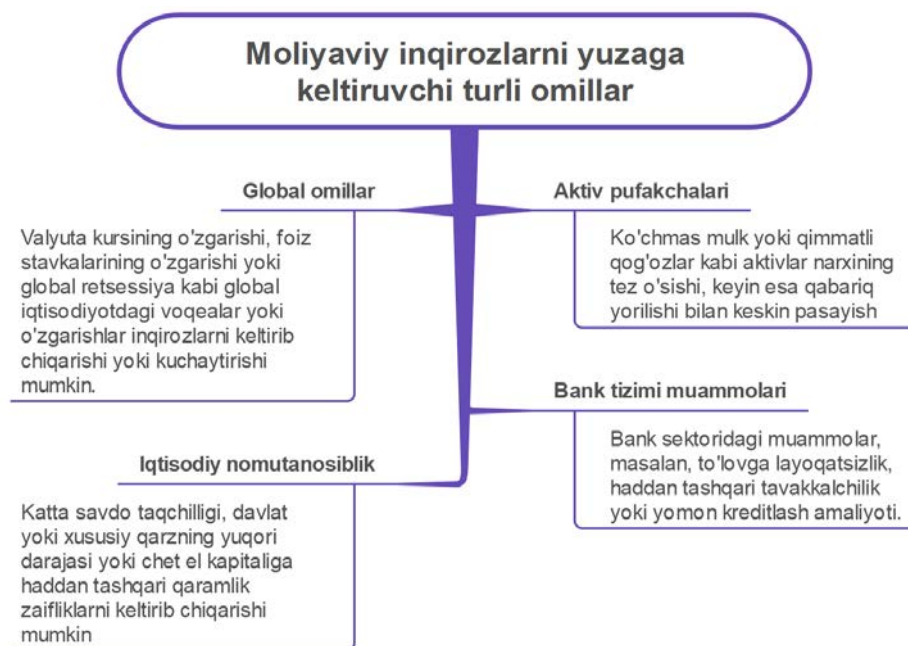 Moliyaviy inqirozlarni yuzaga
keltiruvchi turli omillar
Global omillar
Valyuta kursining o'zgarishi, foiz
stavkalarining o'zgarishi yoki
global retsessiya kabi global
iqtisodiyotdagi voqealar yoki
o'zgarishlar inqirozlarni keltirib
chiqarishi yoki kuchaytirishi
mumkin.
Aktiv pufakchalari
Ko'chmas mulk yoki qimmatli
qog'ozlar kabi aktivlar narxining
tez o'sishi, keyin esa qabariq
yorilishi bilan keskin pasayish
Bank tizimi muammolari
Bank sektoridagi muammolar,
masalan, to'lovga layoqatsizlik,
haddan tashqari tavakkalchilik
yoki yomon kreditlash amaliyoti.
Iqtisodiy nomutanosiblik
Katta savdo taqchilligi, davlat
yoki xususiy qarzning yuqori
darajasi yoki chet el kapitaliga
haddan tashqari qaramlik
zaifliklarni keltirib chiqarishi
mumkin